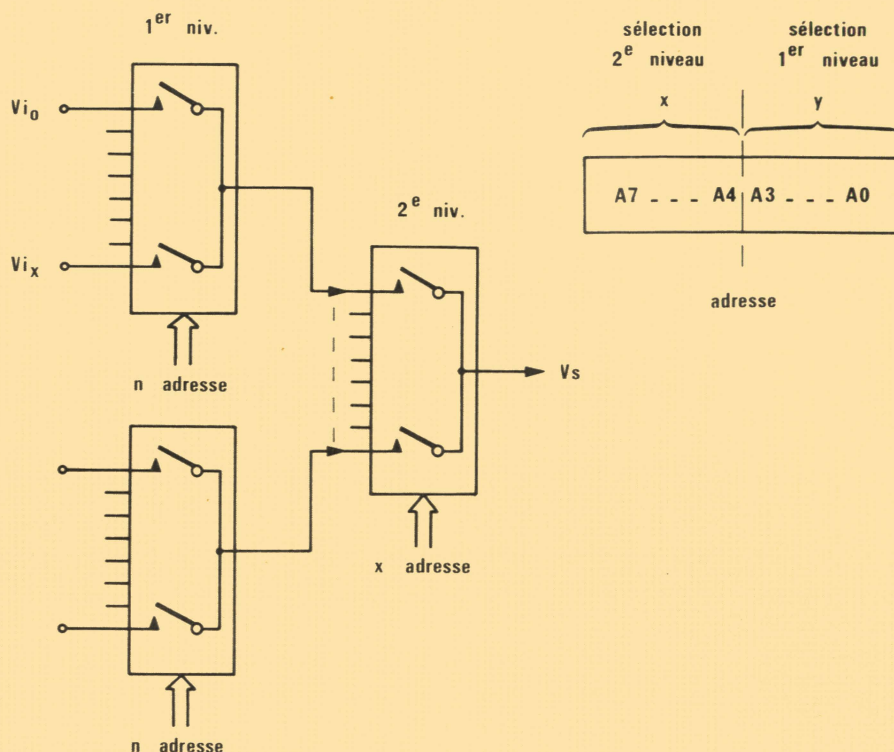 1er niv.
Vi0
Vix
n adresse
2e niv.
Vs
x adresse
n adresse
sélection
2e niveau
sélection
1er niveau
x
y
A7 _ _ _ A4 A3 _ _ _ A0
adresse